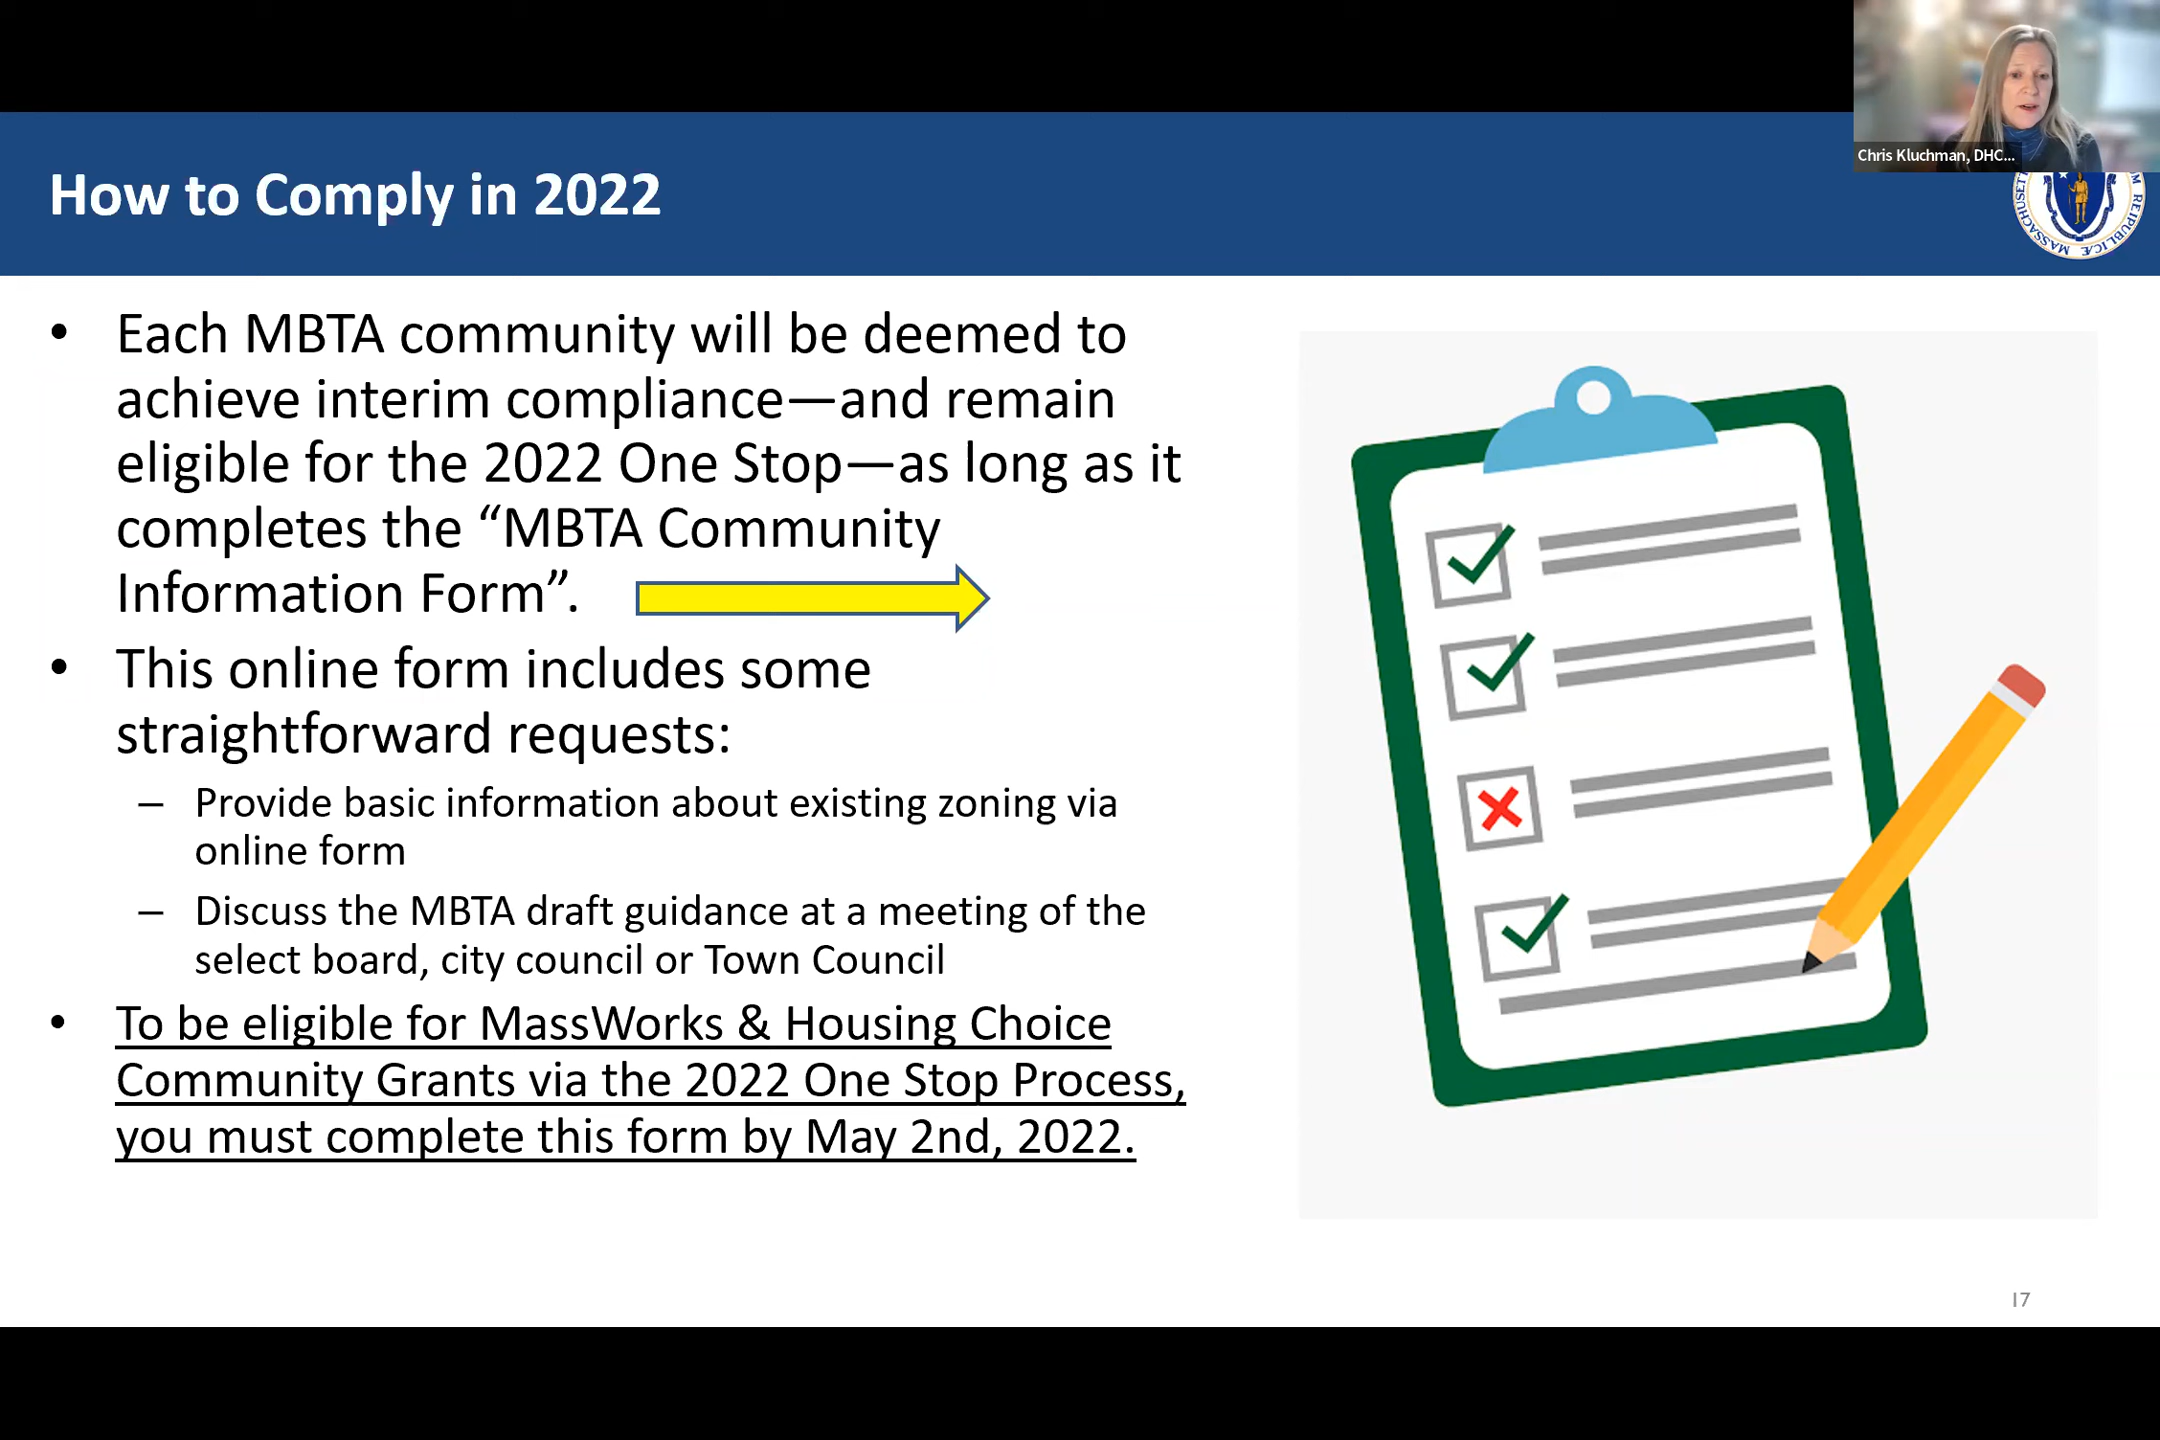 Chris Kluchman, DHC...
How to Comply in 2022
MASSACHUSETT
M REIPUBLICÆ
• Each MBTA community will be deemed to
achieve interim compliance—and remain
eligible for the 2022 One Stop—as long as it
completes the “MBTA Community
Information Form”.
• This online form includes some
straightforward requests:
– Provide basic information about existing zoning via
online form
– Discuss the MBTA draft guidance at a meeting of the
select board, city council or Town Council
• To be eligible for MassWorks & Housing Choice
Community Grants via the 2022 One Stop Process,
you must complete this form by May 2nd, 2022.
17